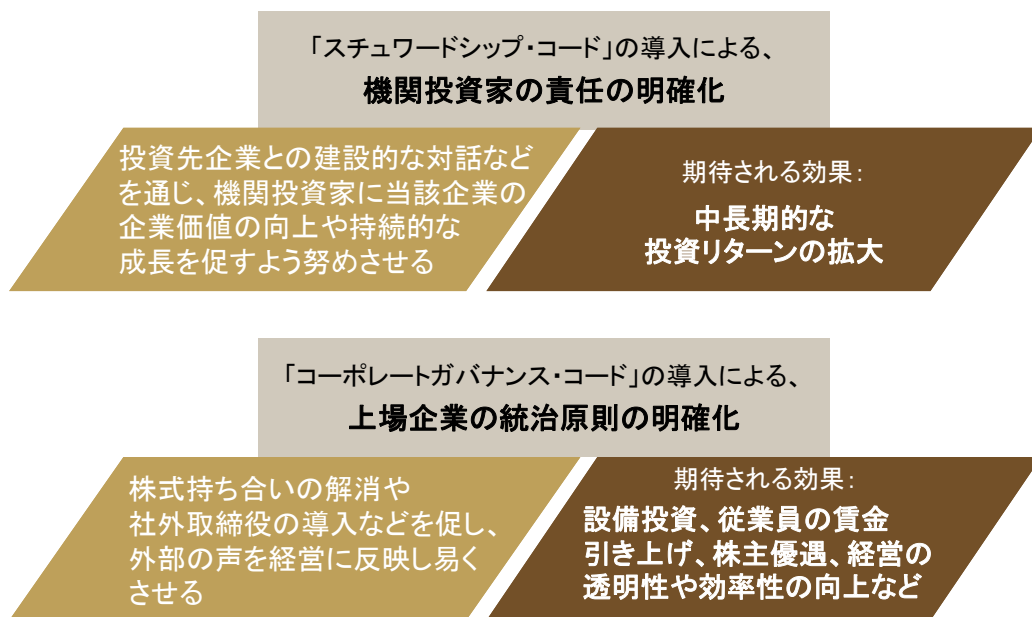 「スチュワードシップ・コード」の導入による、
機関投資家の責任の明確化
投資先企業との建設的な対話など
を通じ、機関投資家に当該企業の
企業価値の向上や持続的な
成長を促すよう努めさせる
期待される効果：
中長期的な
投資リターンの拡大
「コーポレートガバナンス・コード」の導入による、
上場企業の統治原則の明確化
株式持ち合いの解消や
社外取締役の導入などを促し、
外部の声を経営に反映し易く
させる
期待される効果：
設備投資、従業員の賃金
引き上げ、株主優遇、経営の
透明性や効率性の向上など